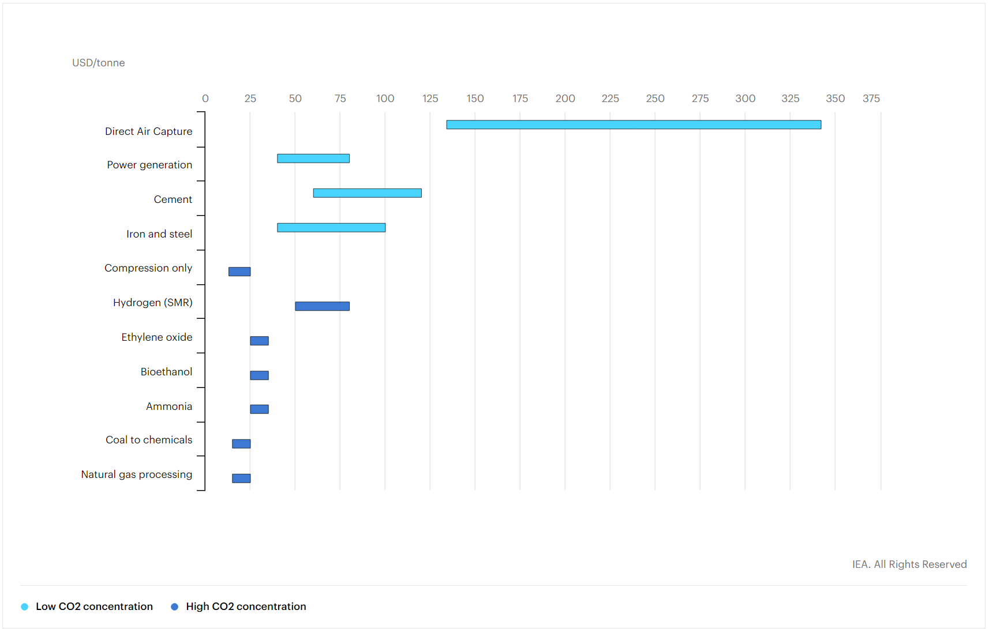 USD/tonne
0 25 50 75 100 125 150 175 200 225 250 275 300 325 350 375
Direct Air Capture
Power generation
Cement
Iron and steel
Compression only
Hydrogen (SMR)
Ethylene oxide
Bioethanol
Ammonia
Coal to chemicals
Natural gas processing
IEA. All Rights Reserved
Low CO2 concentration High CO2 concentration